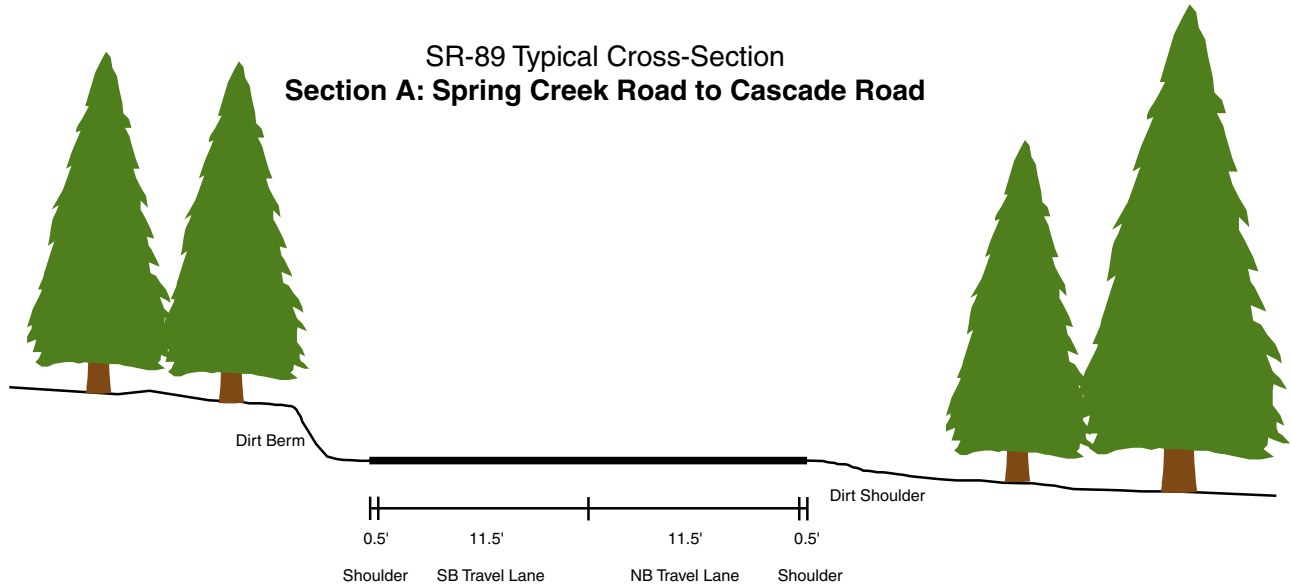 SR-89 Typical Cross-Section
Section A: Spring Creek Road to Cascade Road
Dirt Berm
Dirt Shoulder
0.5' 11.5' 11.5' 0.5'
Shoulder SB Travel Lane NB Travel Lane Shoulder